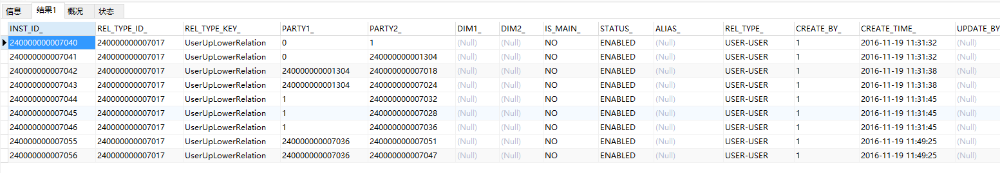 信息 结果1 概况 状态
INST_ID_ REL_TYPE_ID_ REL_TYPE_KEY_ PARTY1_ PARTY2_ DIM1_ DIM2_ IS_MAIN_ STATUS_ ALIAS_ REL_TYPE_ CREATE_BY_ CREATE_TIME_ UPDATE_BY
240000000007040 240000000007017 UserUpLowerRelation 0 1 (Null) (Null) NO ENABLED (Null) USER-USER 1 2016-11-19 11:31:32 (Null)
240000000007041 240000000007017 UserUpLowerRelation 0 240000000001304 (Null) (Null) NO ENABLED (Null) USER-USER 1 2016-11-19 11:31:32 (Null)
240000000007042 240000000007017 UserUpLowerRelation 240000000001304 240000000007018 (Null) (Null) NO ENABLED (Null) USER-USER 1 2016-11-19 11:31:38 (Null)
240000000007043 240000000007017 UserUpLowerRelation 240000000001304 240000000007024 (Null) (Null) NO ENABLED (Null) USER-USER 1 2016-11-19 11:31:38 (Null)
240000000007044 240000000007017 UserUpLowerRelation 1 240000000007032 (Null) (Null) NO ENABLED (Null) USER-USER 1 2016-11-19 11:31:45 (Null)
240000000007045 240000000007017 UserUpLowerRelation 1 240000000007028 (Null) (Null) NO ENABLED (Null) USER-USER 1 2016-11-19 11:31:45 (Null)
240000000007046 240000000007017 UserUpLowerRelation 1 240000000007036 (Null) (Null) NO ENABLED (Null) USER-USER 1 2016-11-19 11:31:45 (Null)
240000000007055 240000000007017 UserUpLowerRelation 240000000007036 240000000007051 (Null) (Null) NO ENABLED (Null) USER-USER 1 2016-11-19 11:49:25 (Null)
240000000007056 240000000007017 UserUpLowerRelation 240000000007036 240000000007047 (Null) (Null) NO ENABLED (Null) USER-USER 1 2016-11-19 11:49:25 (Null)